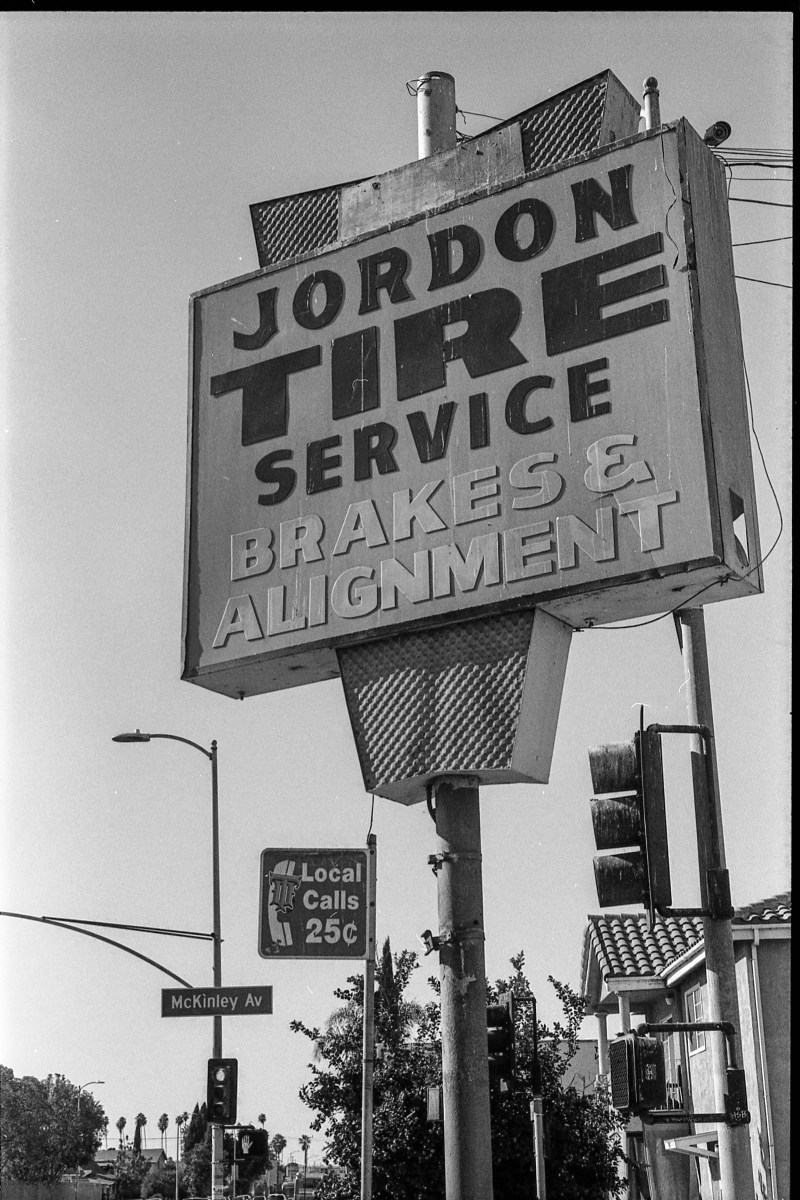 JORDON
TIRE
SERVICE
BRAKES &
ALIGNMENT
Local
Calls
25¢
McKinley Av